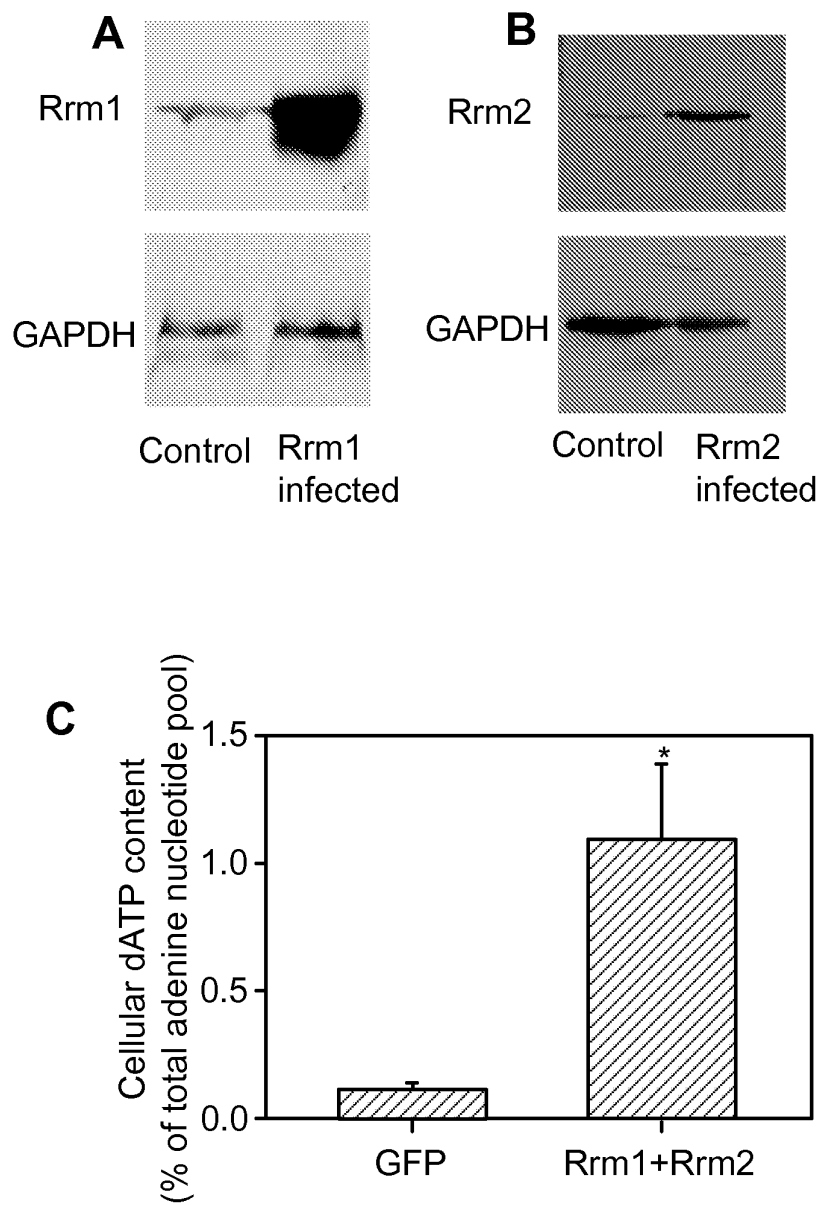 A
Rrm1
GAPDH
Control
Rrm1
infected
B
Rrm2
GAPDH
Control
Rrm2
infected
C
Cellular dATP content
(% of total adenine nucleotide pool)
1.5
1.0
0.5
0.0
*
GFP
Rrm1+Rrm2